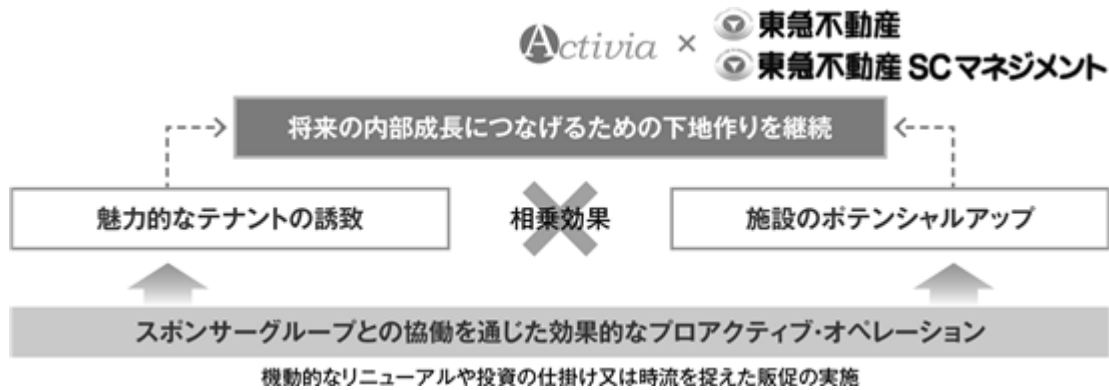 Activia × 東急不動産
東急不動産 SCマネジメント
将来の内部成長につなげるための下地作りを継続
魅力的なテナントの誘致
相乗効果
施設のポテンシャルアップ
スポンサーグループとの協働を通じた効果的なプロアクティブ・オペレーション
機動的なリニューアルや投資の仕掛け又は時流を捉えた販促の実施